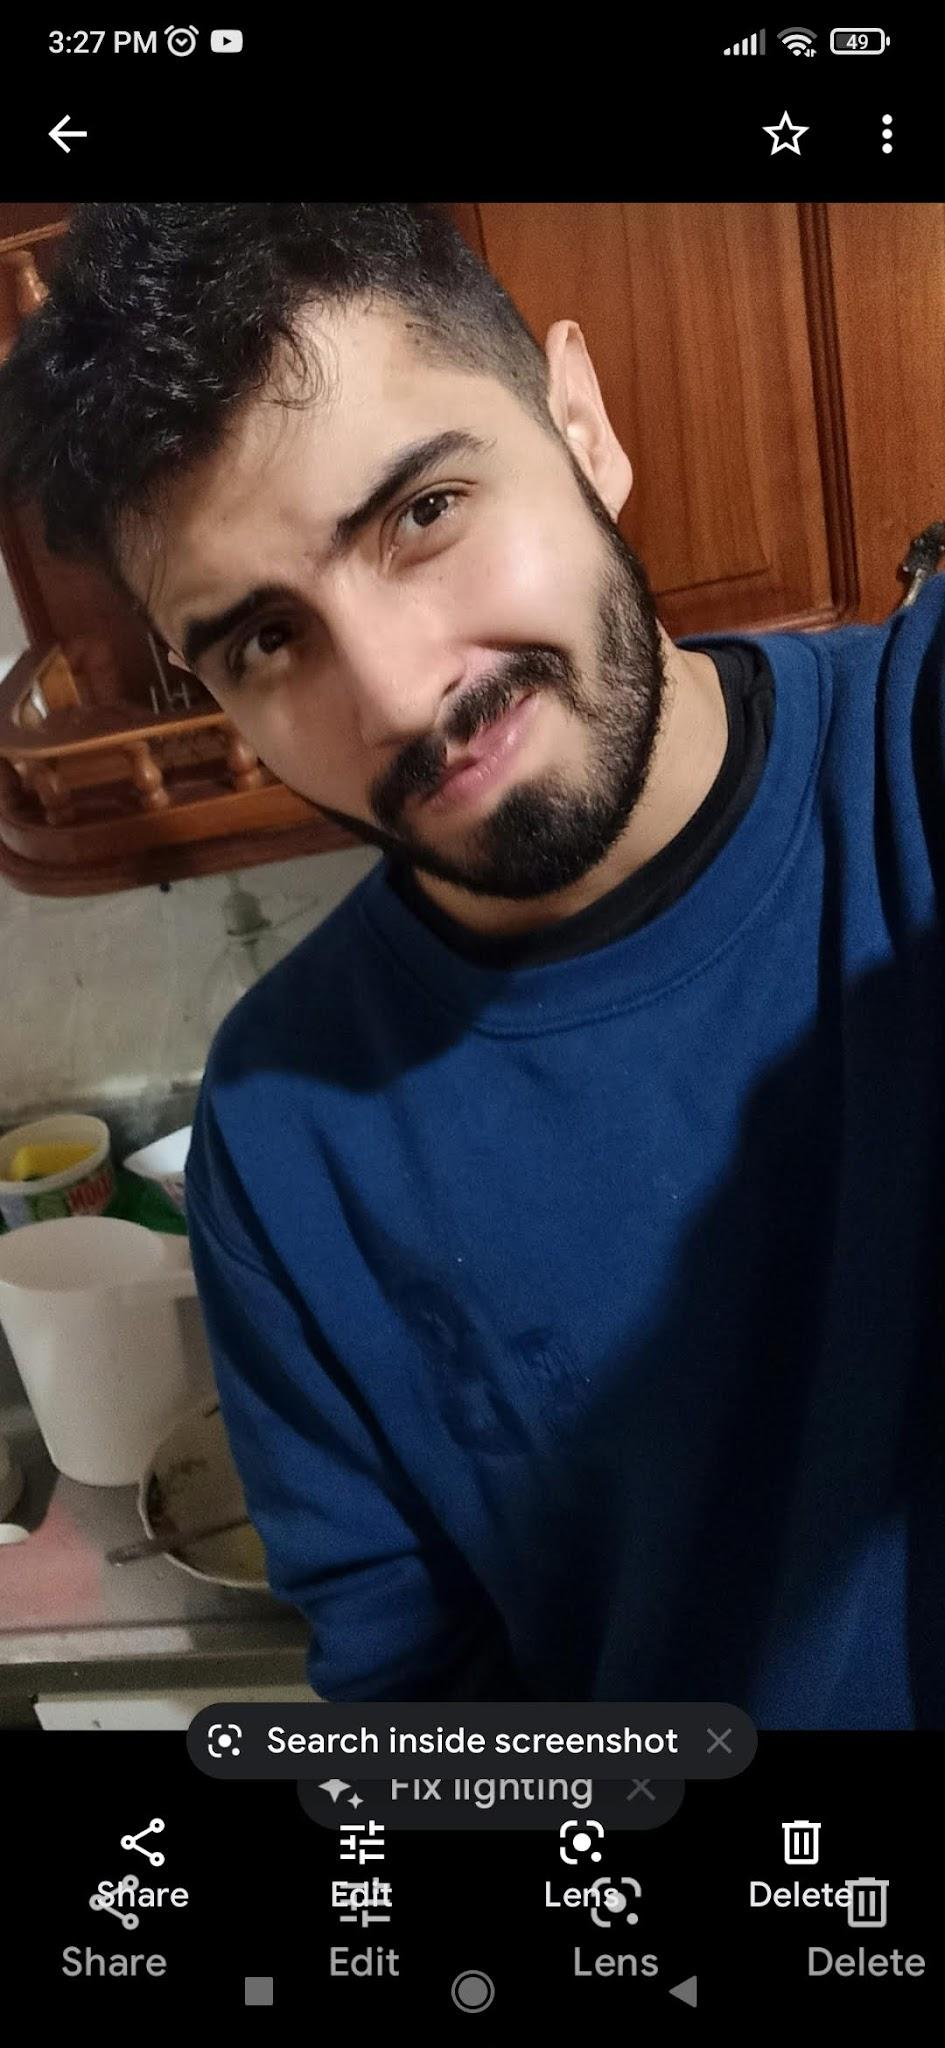 3:27 PM
49
Search inside screenshot
Fix lighting
Share
Edit
Lens
Delete
Share
Edit
Lens
Delete